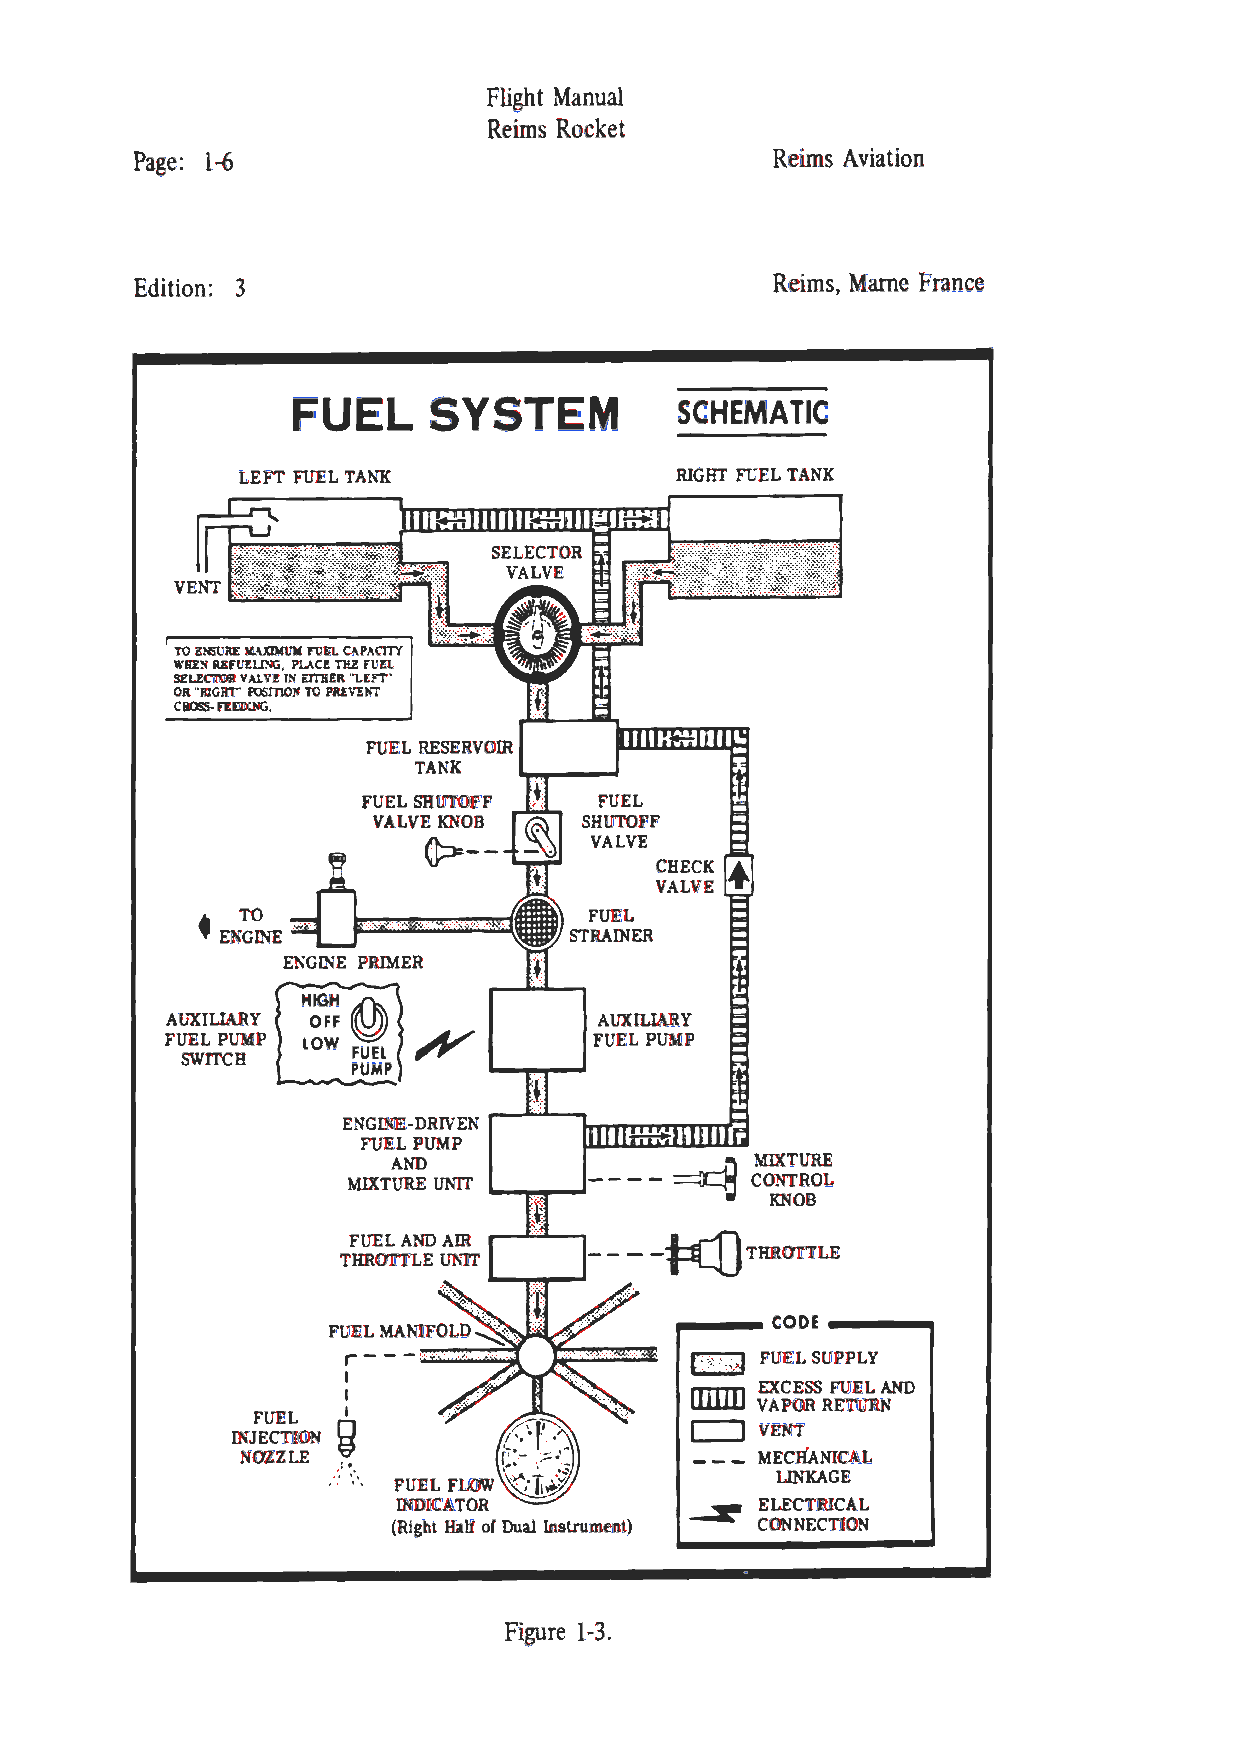 Flight Manual
Reims Rocket
Page: 1-6
Reims Aviation
Edition: 3
Reims, Marne France
FUEL SYSTEM
SCHEMATIC
LEFT FUEL TANK
RIGHT FUEL TANK
SELECTOR
VALVE
VENT
TO ENSURE MAXIMUM FUEL CAPACITY
WHEN REFUELING, PLACE THE FUEL
SELECTOR VALVE IN EITHER "LEFT"
OR "RIGHT" POSITION TO PREVENT
CROSS-FEEDING.
FUEL RESERVOIR
TANK
FUEL SHUTOFF
VALVE KNOB
FUEL
SHUTOFF
VALVE
CHECK
VALVE
TO
ENGINE
FUEL
STRAINER
ENGINE PRIMER
HIGH
OFF
LOW
FUEL
PUMP
AUXILIARY
FUEL PUMP
SWITCH
AUXILIARY
FUEL PUMP
ENGINE-DRIVEN
FUEL PUMP
AND
MIXTURE UNIT
MIXTURE
CONTROL
KNOB
FUEL AND AIR
THROTTLE UNIT
THROTTLE
FUEL MANIFOLD
FUEL
INJECTION
NOZZLE
FUEL FLOW
INDICATOR
(Right Half of Dual Instrument)
CODE
FUEL SUPPLY
EXCESS FUEL AND
VAPOR RETURN
VENT
MECHANICAL
LINKAGE
ELECTRICAL
CONNECTION
Figure 1-3.